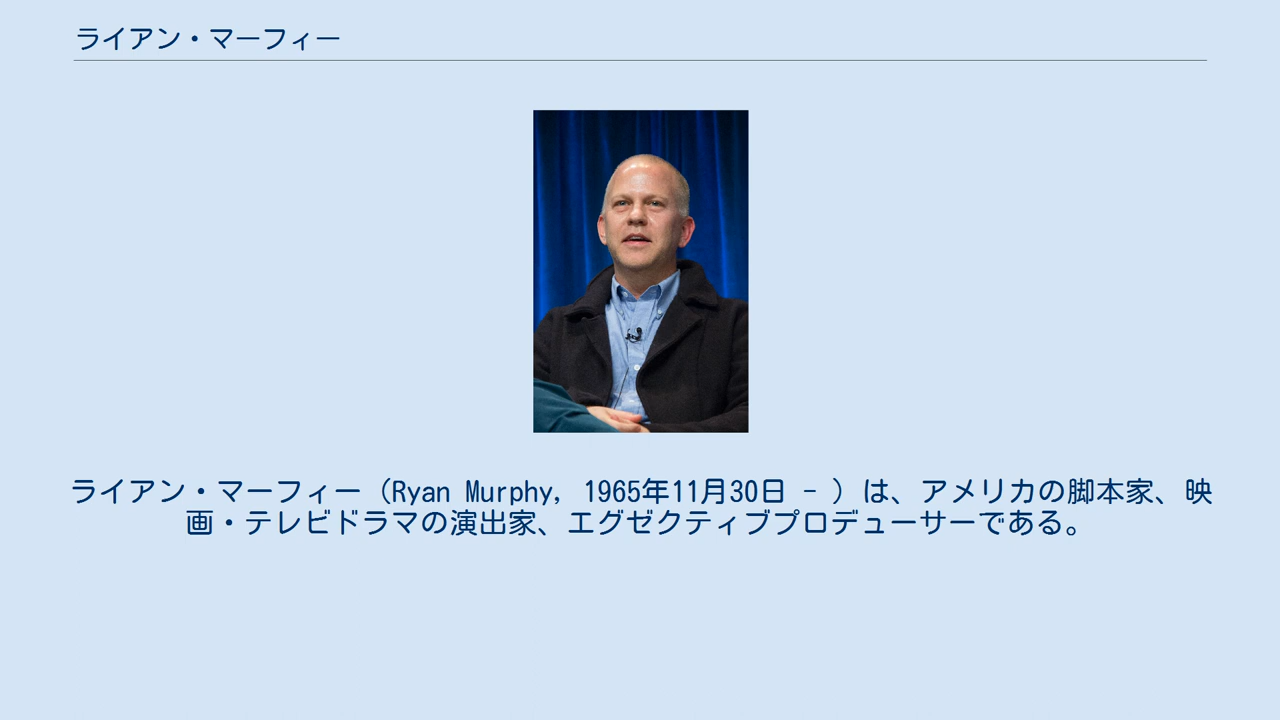 ライアン・マーフィー
ライアン・マーフィー（Ryan Murphy, 1965年11月30日 - ）は、アメリカの脚本家、映
画・テレビドラマの演出家、エグゼクティブプロデューサーである。